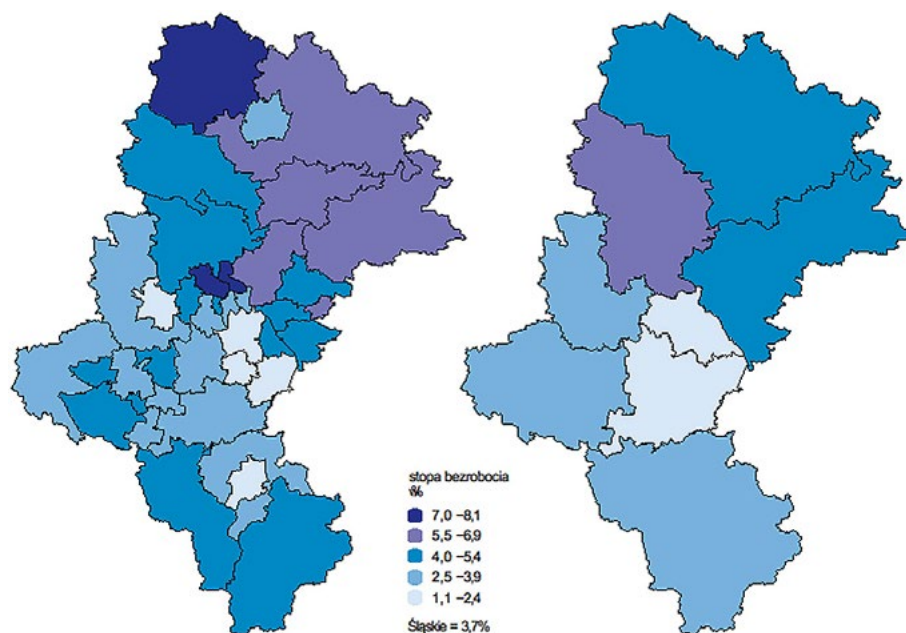 stopa bezrobocia
w%
7,0 –8,1
5,5 –6,9
4,0 –5,4
2,5 –3,9
1,1 –2,4
Śląskie = 3,7%